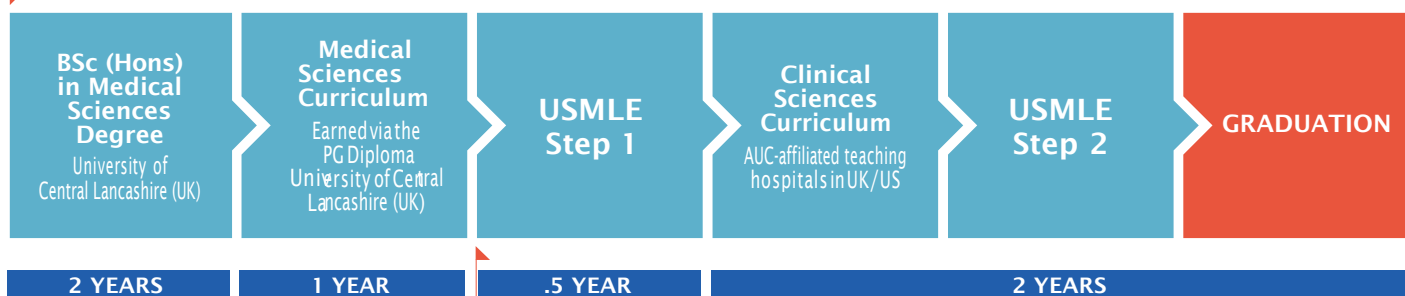 BSc (Hons)
in Medical
Sciences
Degree
University of
Central Lancashire (UK)
Medical
Sciences
Curriculum
Earned via the
PG Diploma
University of Central
Lancashire (UK)
USMLE
Step 1
Clinical
Sciences
Curriculum
AUC-affiliated teaching
hospitals in UK/US
USMLE
Step 2
GRADUATION
2 YEARS
1 YEAR
.5 YEAR
2 YEARS